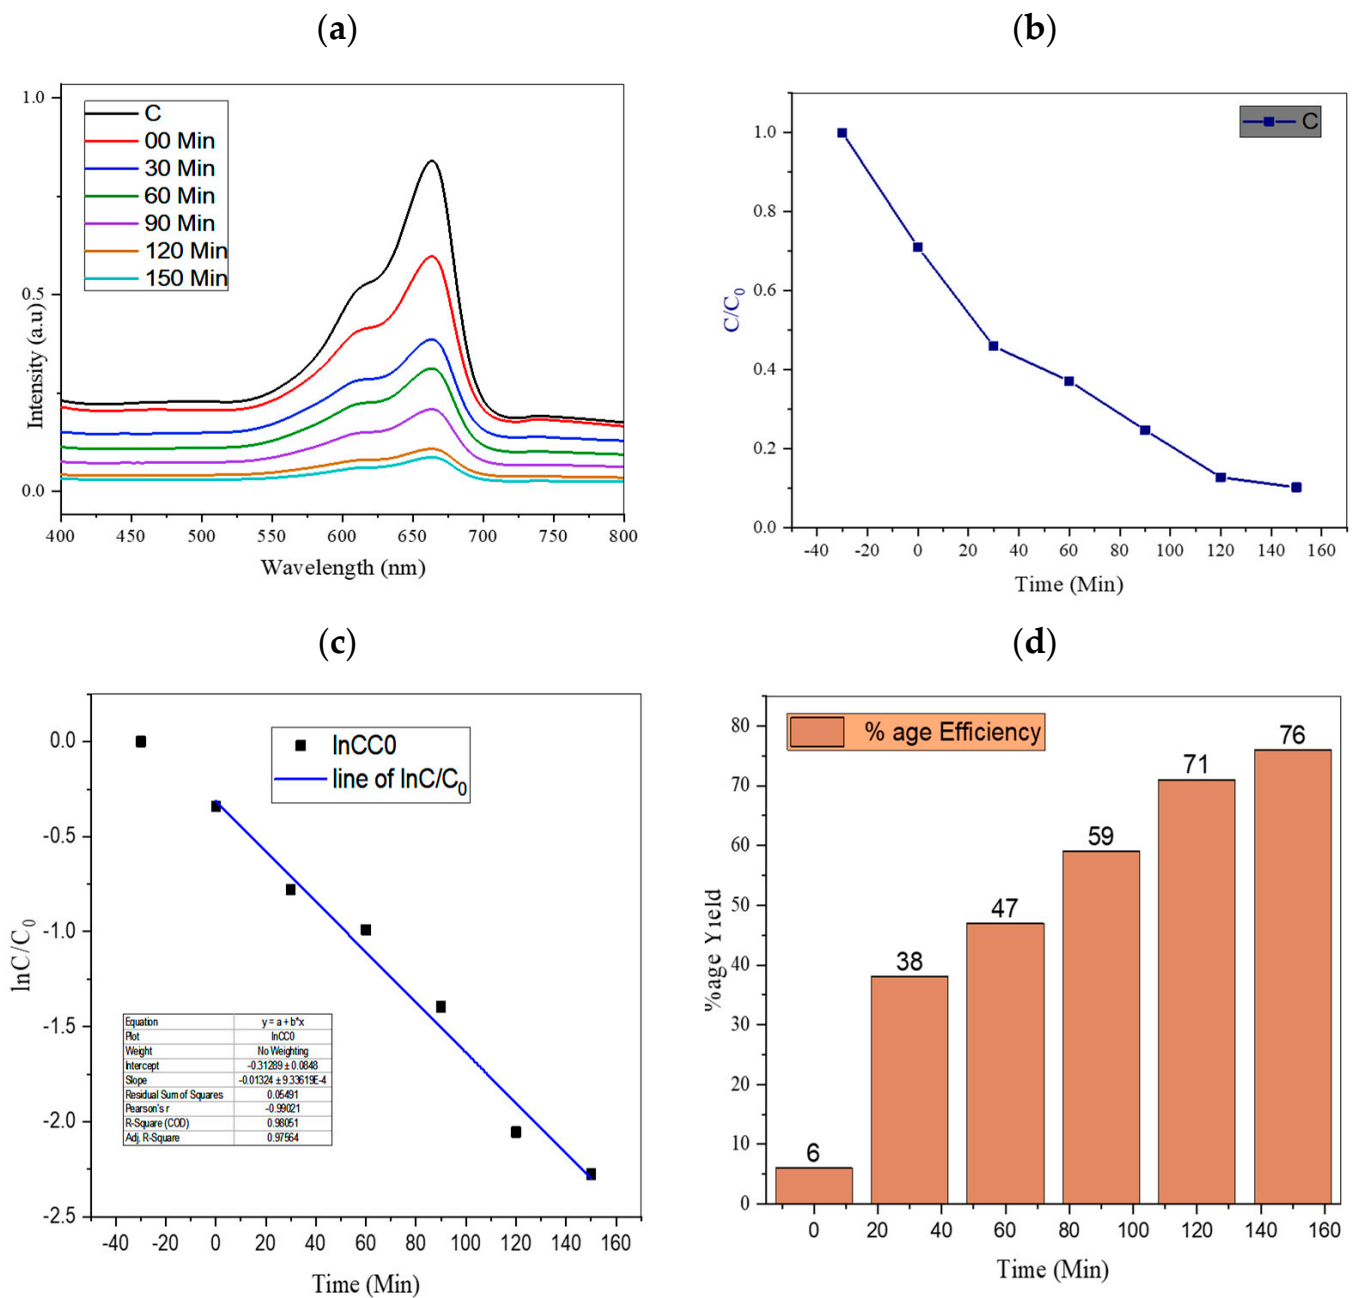 (a)
1.0
0.5
0.0
Intensity (a.u)
C
00 Min
30 Min
60 Min
90 Min
120 Min
150 Min
400 450 500 550 600 650 700 750 800
Wavelength (nm)
(b)
1.0
0.8
0.6
0.4
0.2
0.0
C/C0
C
-40 -20 0 20 40 60 80 100 120 140 160
Time (Min)
(c)
0.0
-0.5
-1.0
-1.5
-2.0
-2.5
lnC/C0
lnCC0
line of lnC/C0
Equation y = a + b*x
Plot lnCC0
Weight No Weighting
Intercept -0.31289 ± 0.0848
Slope -0.01324 ± 9.33619E-4
Residual Sum of Squares 0.05491
Pearson's r -0.99021
R-Square (COD) 0.98051
Adj. R-Square 0.97564
-40 -20 0 20 40 60 80 100 120 140 160
Time (Min)
(d)
80
70
60
50
40
30
20
10
0
%age Yield
% age Efficiency
6
38
47
59
71
76
0 20 40 60 80 100 120 140 160
Time (Min)